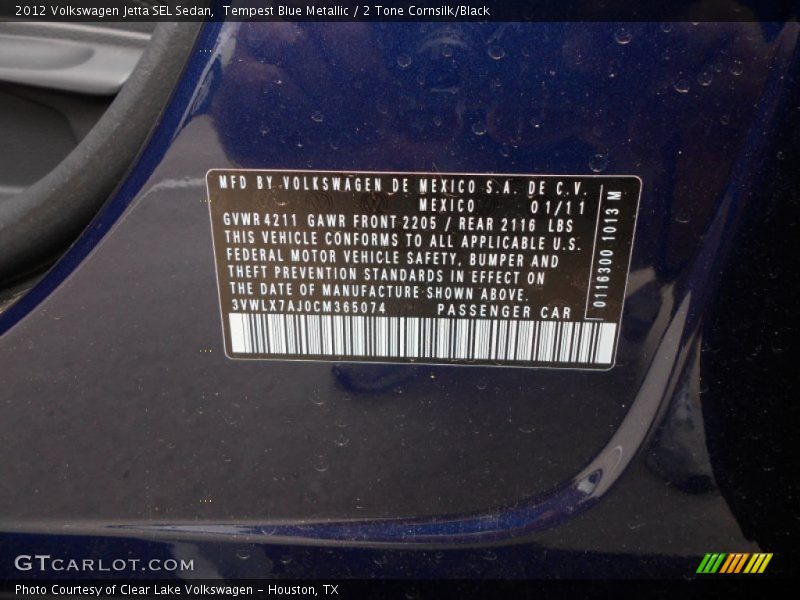 2012 Volkswagen Jetta SEL Sedan, Tempest Blue Metallic / 2 Tone Cornsilk/Black
MFD BY VOLKSWAGEN DE MEXICO S.A. DE C.V.
MEXICO 01/11
GVWR 4211 GAWR FRONT 2205 / REAR 2116 LBS
THIS VEHICLE CONFORMS TO ALL APPLICABLE U.S.
FEDERAL MOTOR VEHICLE SAFETY, BUMPER AND
THEFT PREVENTION STANDARDS IN EFFECT ON
THE DATE OF MANUFACTURE SHOWN ABOVE.
3VWLX7AJ0CM365074 PASSENGER CAR
0116300 1013 M
GTCARLOT.COM
Photo Courtesy of Clear Lake Volkswagen - Houston, TX